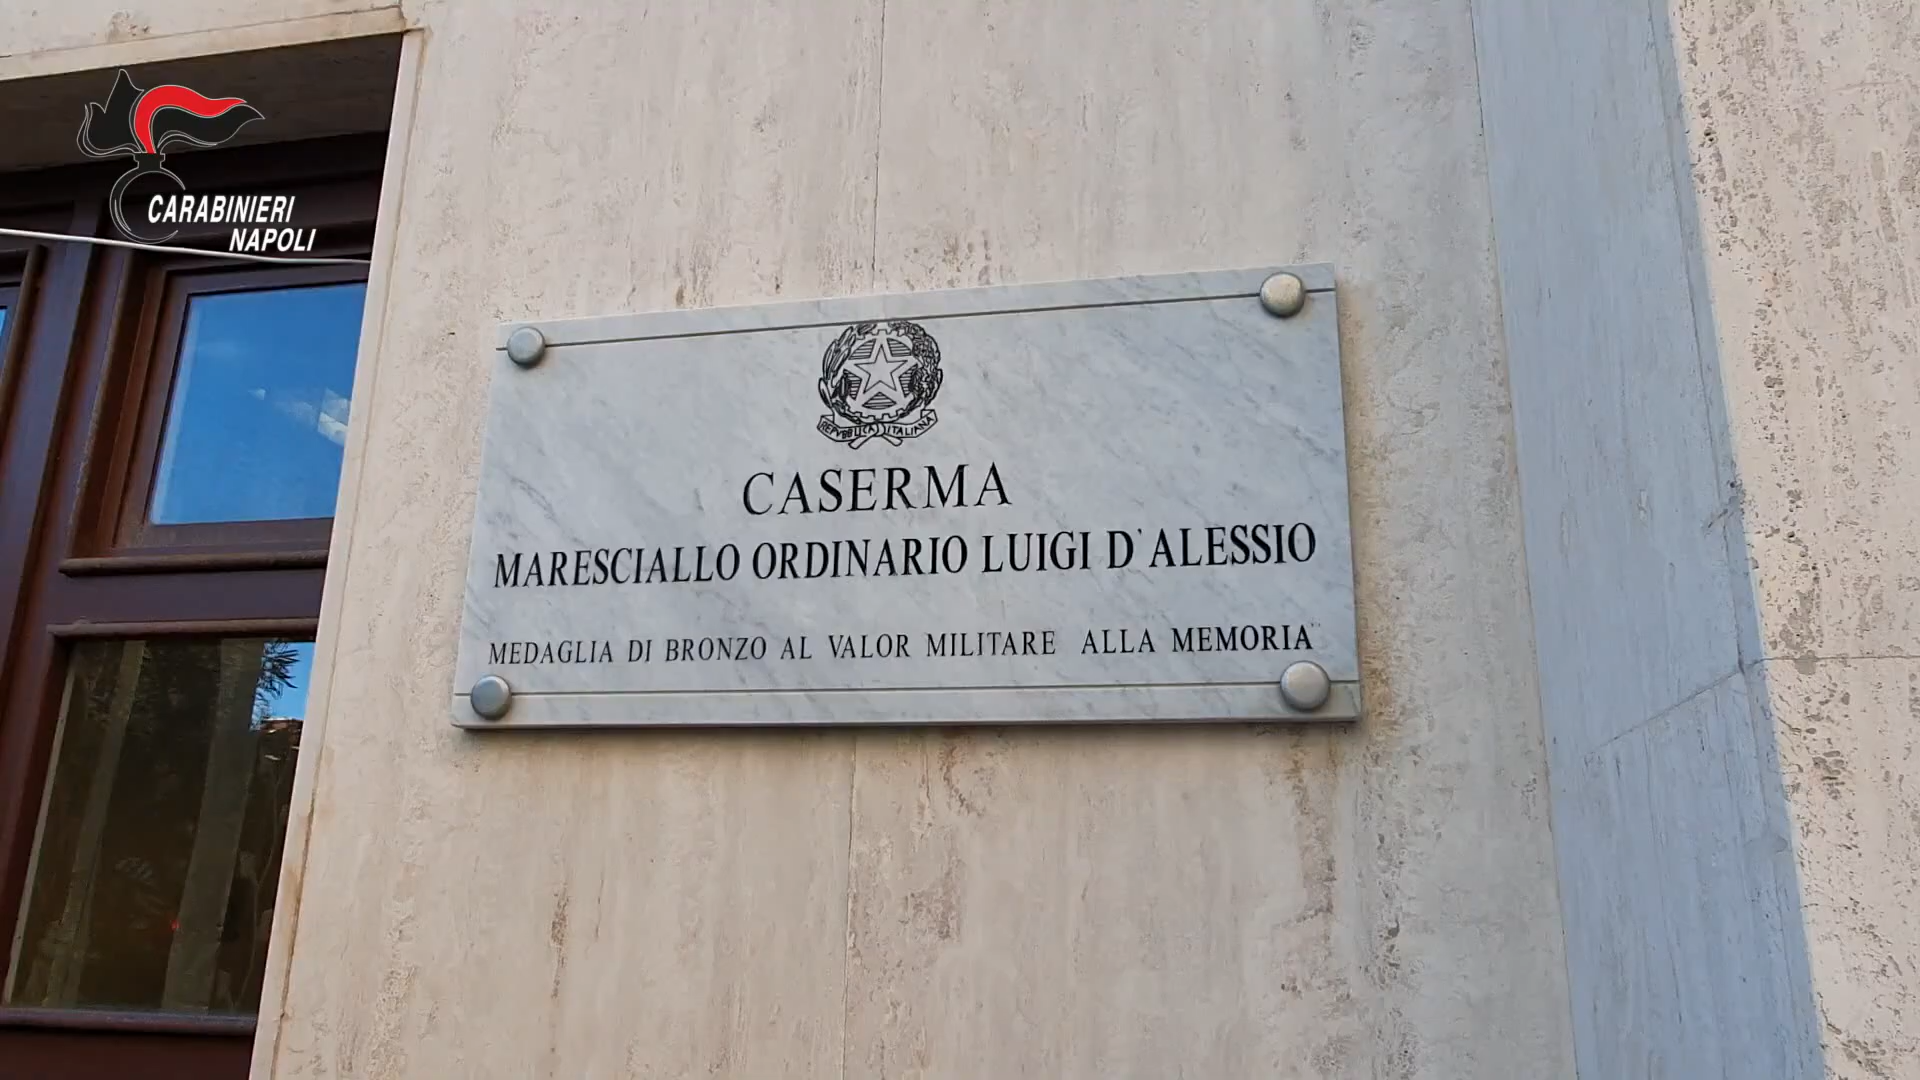 CARABINIERI
NAPOLI
REPVBBLICA ITALIANA
CASERMA
MARESCIALLO ORDINARIO LUIGI D'ALESSIO
MEDAGLIA DI BRONZO AL VALOR MILITARE "ALLA MEMORIA"